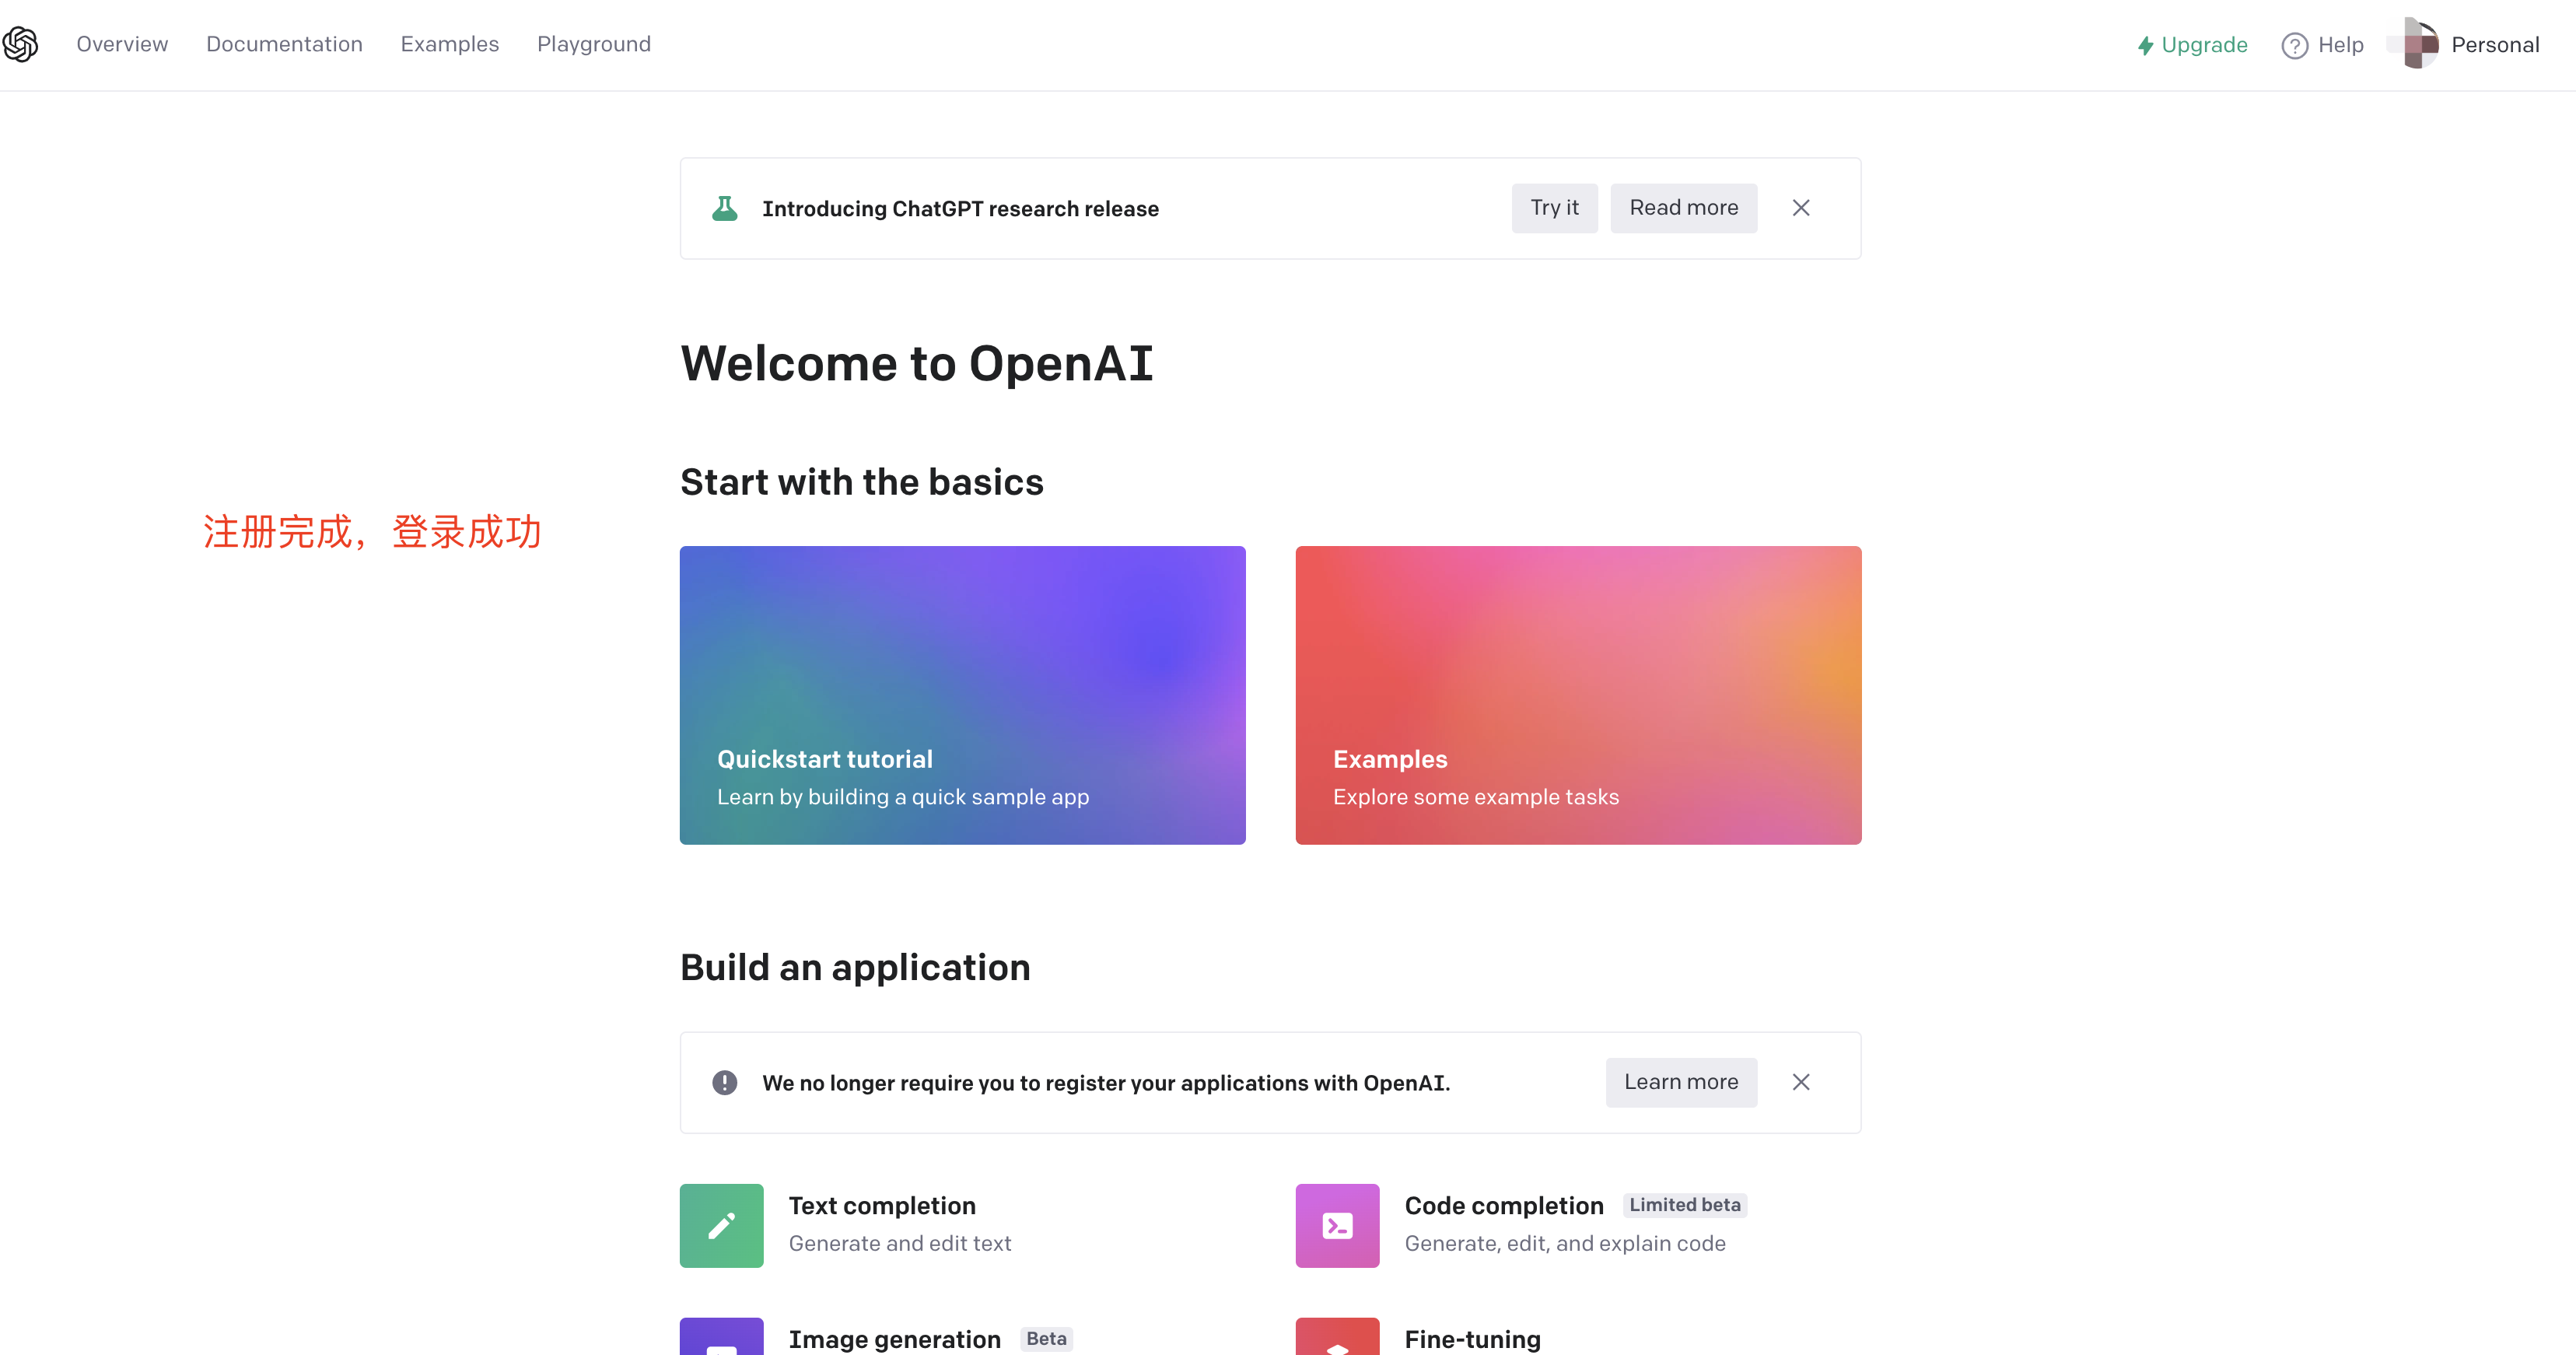 Overview Documentation Examples Playground Upgrade Help Personal
Introducing ChatGPT research release Try it Read more
Welcome to OpenAI
Start with the basics
注册完成，登录成功
Quickstart tutorial
Learn by building a quick sample app
Examples
Explore some example tasks
Build an application
We no longer require you to register your applications with OpenAI. Learn more
Text completion
Generate and edit text
Code completion Limited beta
Generate, edit, and explain code
Image generation Beta
Fine-tuning